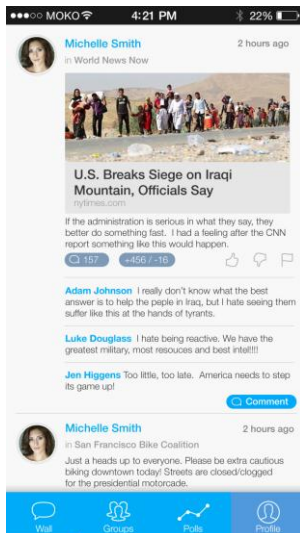 MOKO 4:21 PM 22%
Michelle Smith 2 hours ago
in World News Now
U.S. Breaks Siege on Iraqi
Mountain, Officials Say
nytimes.com
If the administration is serious in what they say, they
better do something fast. I had a feeling after the CNN
report something like this would happen.
157 +456 / -16
Adam Johnson I really don't know what the best
answer is to help the peple in Iraq, but I hate seeing them
suffer like this at the hands of tyrants.
Luke Douglass I hate being reactive. We have the
greatest military, most resouces and best intel!!!!
Jen Higgens Too little, too late. America needs to step
its game up!
Comment
Michelle Smith 2 hours ago
in San Francisco Bike Coalition
Just a heads up to everyone. Please be extra cautious
biking downtown today! Streets are closed/clogged
for the presidential motorcade.
Wall Groups Polls Profile